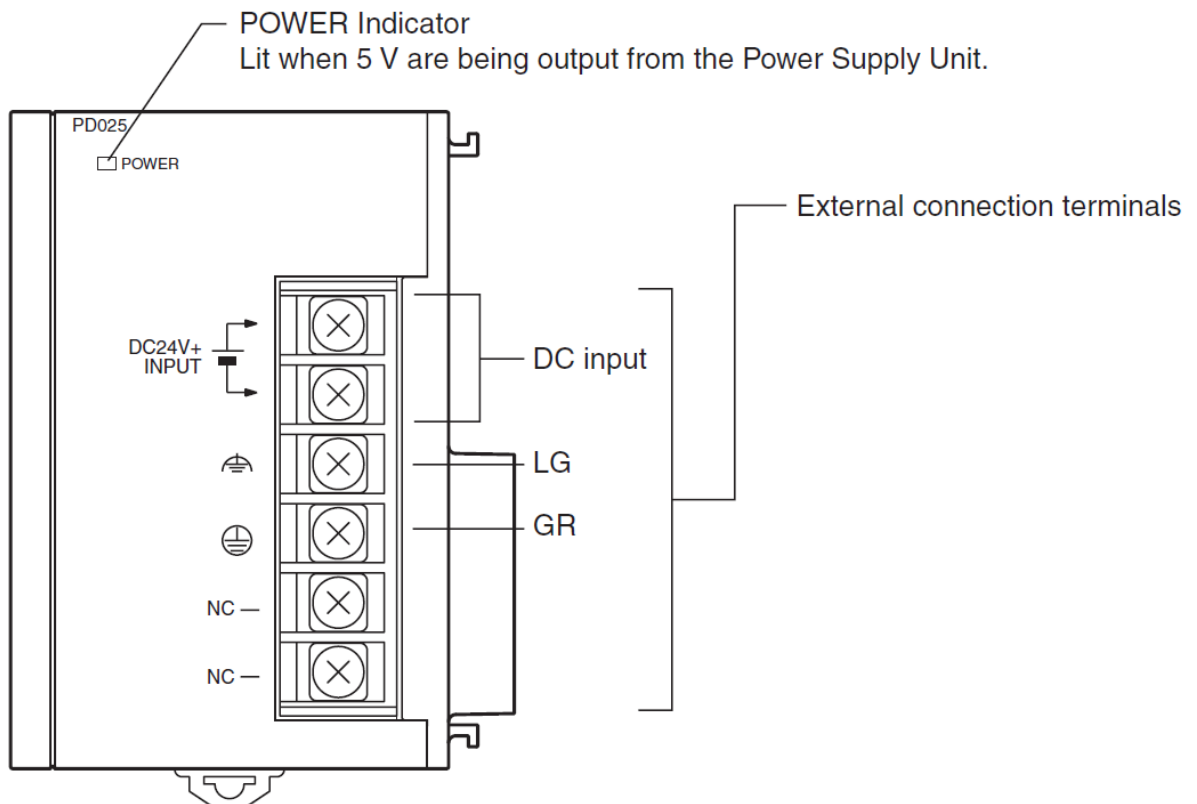 POWER Indicator
Lit when 5 V are being output from the Power Supply Unit.
PD025
POWER
External connection terminals
DC24V+
INPUT
DC input
LG
GR
NC
NC